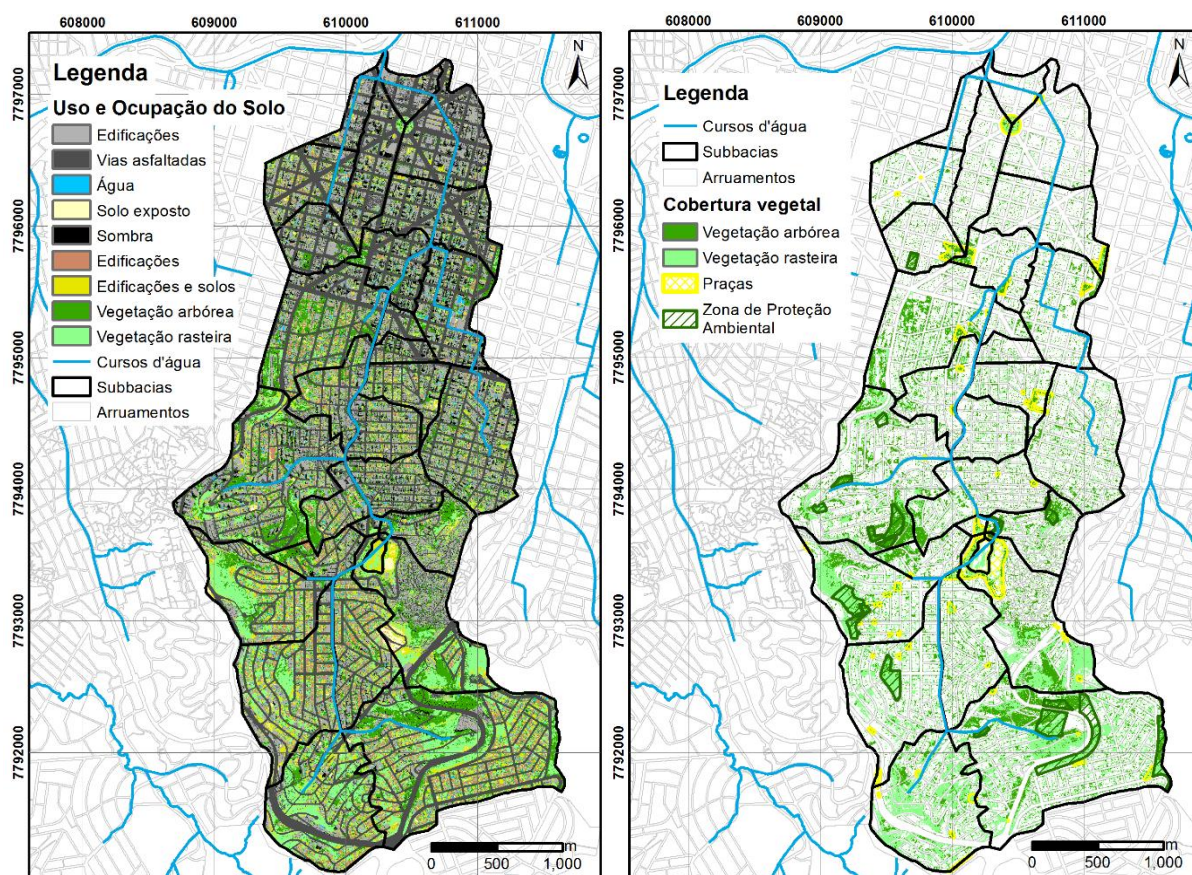 608000 609000 610000 611000
N
Legenda
Uso e Ocupação do Solo
Edificações
Vias asfaltadas
Água
Solo exposto
Sombra
Edificações
Edificações e solos
Vegetação arbórea
Vegetação rasteira
Cursos d'água
Subbacias
Arruamentos
7797000
7796000
7795000
7794000
7793000
7792000
m
0 500 1,000
608000 609000 610000 611000
N
Legenda
Cursos d'água
Subbacias
Arruamentos
Cobertura vegetal
Vegetação arbórea
Vegetação rasteira
Praças
Zona de Proteção
Ambiental
7797000
7796000
7795000
7794000
7793000
7792000
m
0 500 1,000